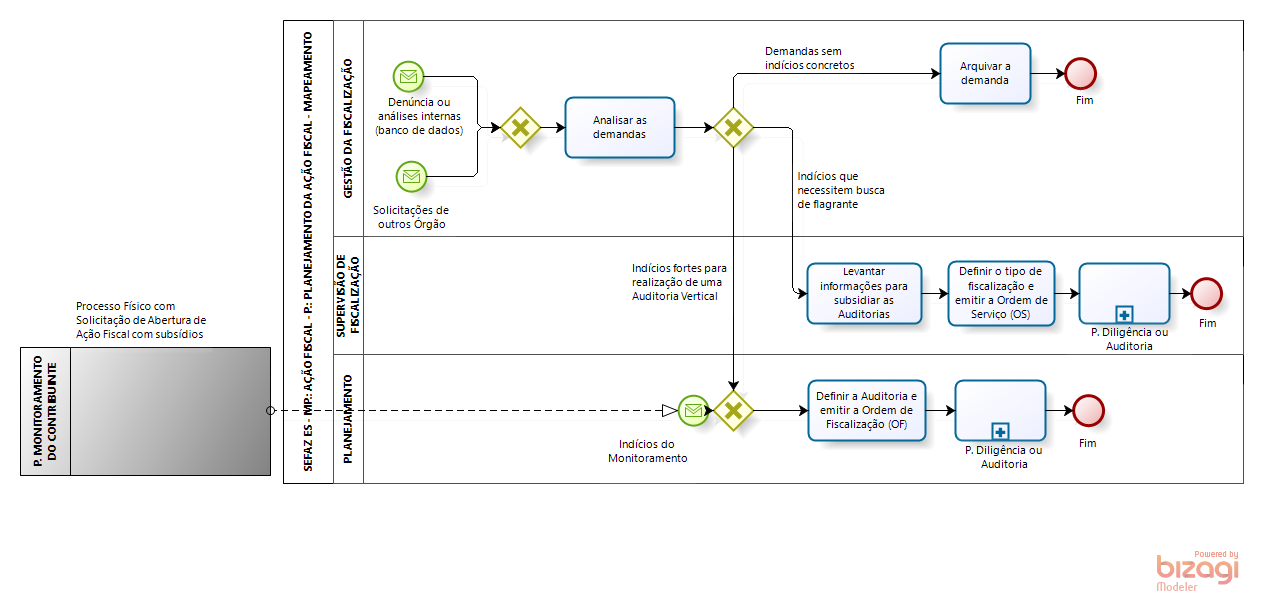 SEFAZ ES - MP.: AÇÃO FISCAL - P.: PLANEJAMENTO DA AÇÃO FISCAL - MAPEAMENTO
GESTÃO DA FISCALIZAÇÃO
Denúncia ou
análises internas
(banco de dados)
Solicitações de
outros Órgão
Analisar as
demandas
Demandas sem
indícios concretos
Arquivar a
demanda
Fim
Indícios que
necessitem busca
de flagrante
SUPERVISÃO DE
FISCALIZAÇÃO
Indícios fortes para
realização de uma
Auditoria Vertical
Levantar
informações para
subsidiar as
Auditorias
Definir o tipo de
fiscalização e
emitir a Ordem de
Serviço (OS)
P. Diligência ou
Auditoria
Fim
Processo Físico com
Solicitação de Abertura de
Ação Fiscal com subsídios
P. MONITORAMENTO
DO CONTRIBUINTE
PLANEJAMENTO
Indícios do
Monitoramento
Definir a Auditoria e
emitir a Ordem de
Fiscalização (OF)
P. Diligência ou
Auditoria
Fim
Powered by
bizagi
Modeler